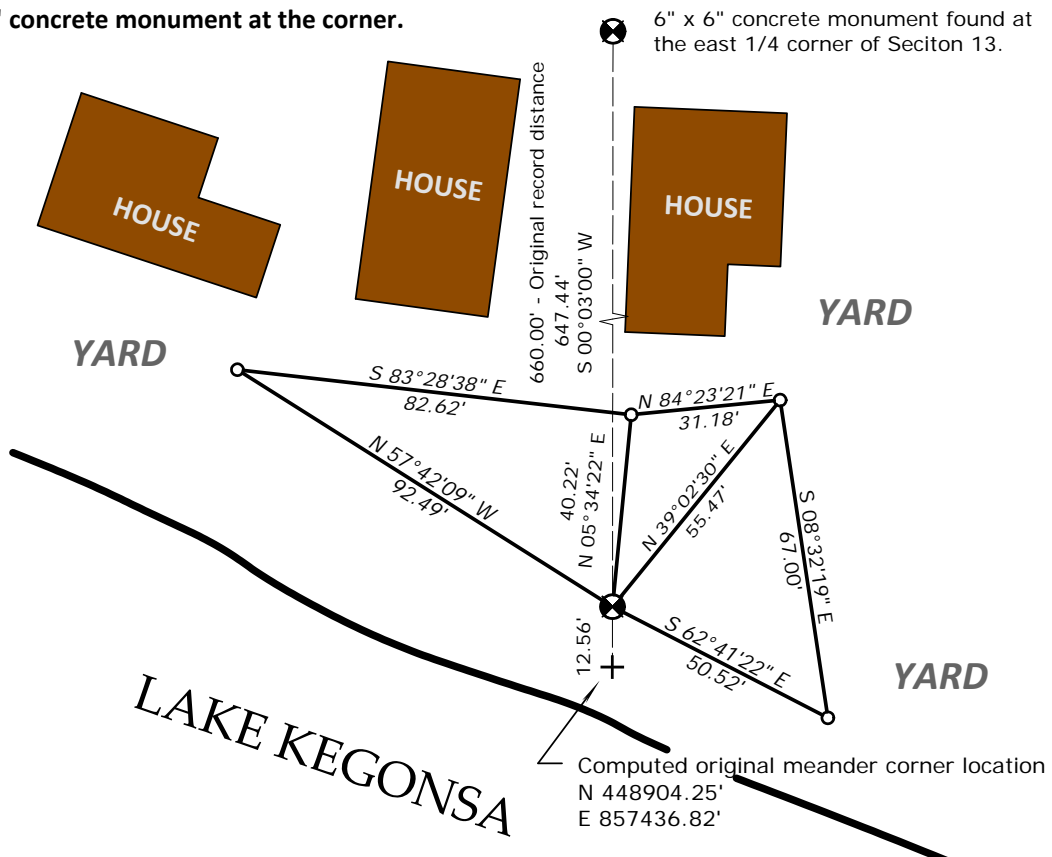 " concrete monument at the corner.
6" x 6" concrete monument found at
the east 1/4 corner of Seciton 13.
660.00' - Original record distance
647.44'
S 00°03'00" W
HOUSE
HOUSE
HOUSE
YARD
YARD
S 83°28'38" E
82.62'
N 84°23'21" E
31.18'
N 57°42'09" W
92.49'
40.22'
N 05°34'22" E
N 39°02'30" E
55.47'
S 08°32'19" E
67.00'
12.56'
S 62°41'22" E
50.52'
YARD
LAKE KEGONSA
Computed original meander corner location
N 448904.25'
E 857436.82'